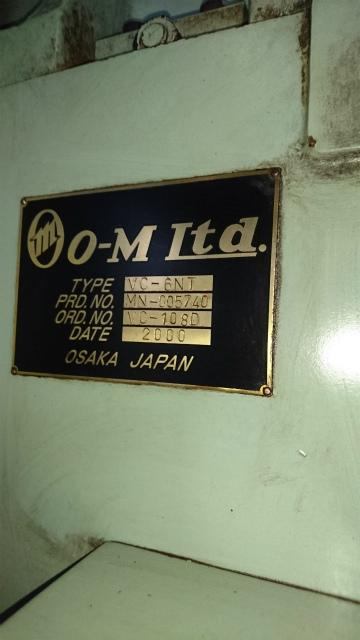 O-M Ltd.
TYPE VC-6NT
PRD. NO. MN-005740
ORD. NO. VC-108D
DATE 2000
OSAKA JAPAN